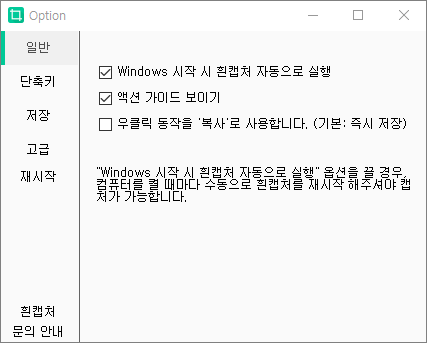 Option
일반
단축키
저장
고급
재시작
흰캡처
문의 안내
Windows 시작 시 흰캡처 자동으로 실행
액션 가이드 보이기
우클릭 동작을 '복사'로 사용합니다. (기본: 즉시 저장)
"Windows 시작 시 흰캡처 자동으로 실행" 옵션을 끌 경우,
컴퓨터를 켤 때마다 수동으로 흰캡처를 재시작 해주셔야 캡
처가 가능합니다.